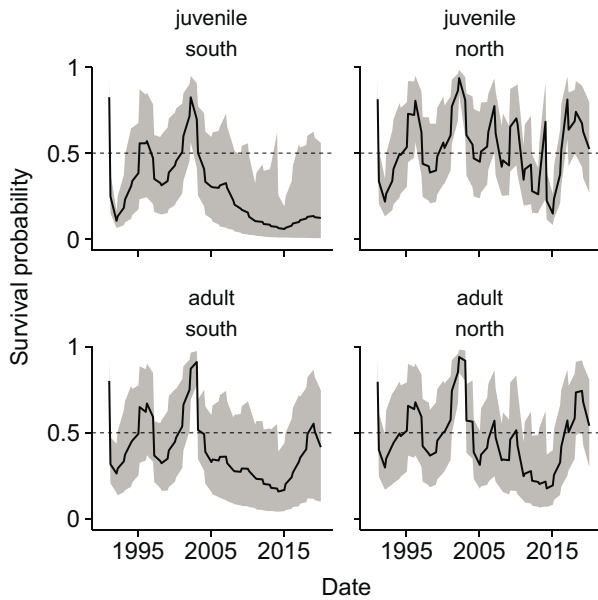 juvenile
south
juvenile
north
1
0.5
0
adult
south
adult
north
1
0.5
0
1995 2005 2015
1995 2005 2015
Survival probability
Date